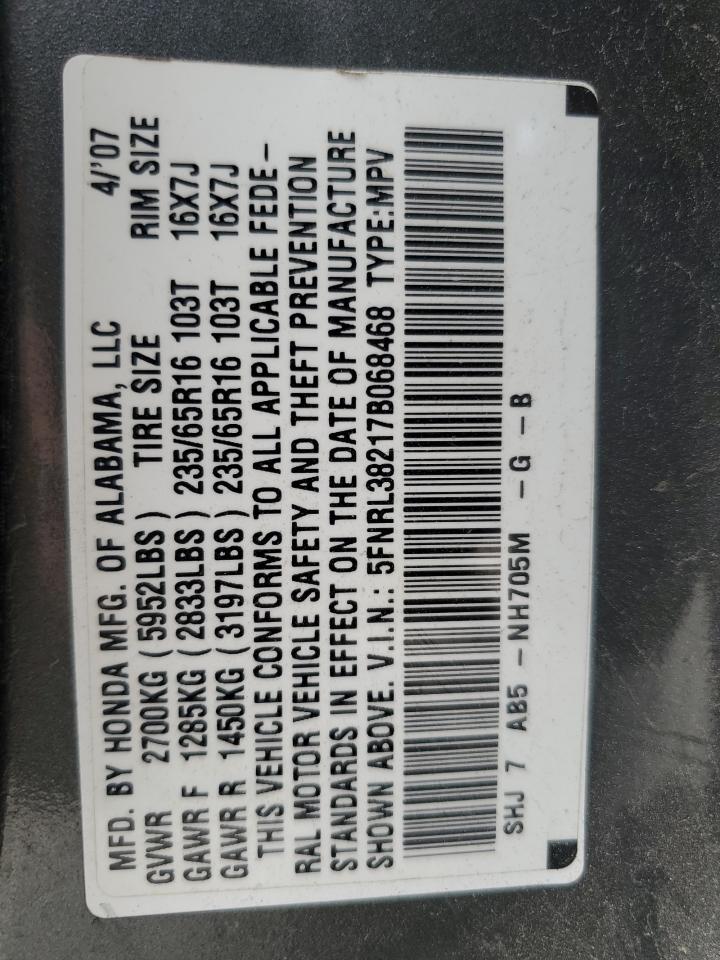 MFD. BY HONDA MFG. OF ALABAMA, LLC 4/'07
GVWR 2700KG (5952LBS) TIRE SIZE RIM SIZE
GAWR F 1285KG (2833LBS) 235/65R16 103T 16X7J
GAWR R 1450KG (3197LBS) 235/65R16 103T 16X7J
THIS VEHICLE CONFORMS TO ALL APPLICABLE FEDE-
RAL MOTOR VEHICLE SAFETY AND THEFT PREVENTION
STANDARDS IN EFFECT ON THE DATE OF MANUFACTURE
SHOWN ABOVE. V.I.N.: 5FNRL38217B068468 TYPE:MPV
SHJ 7 AB5 -NH705M -G -B